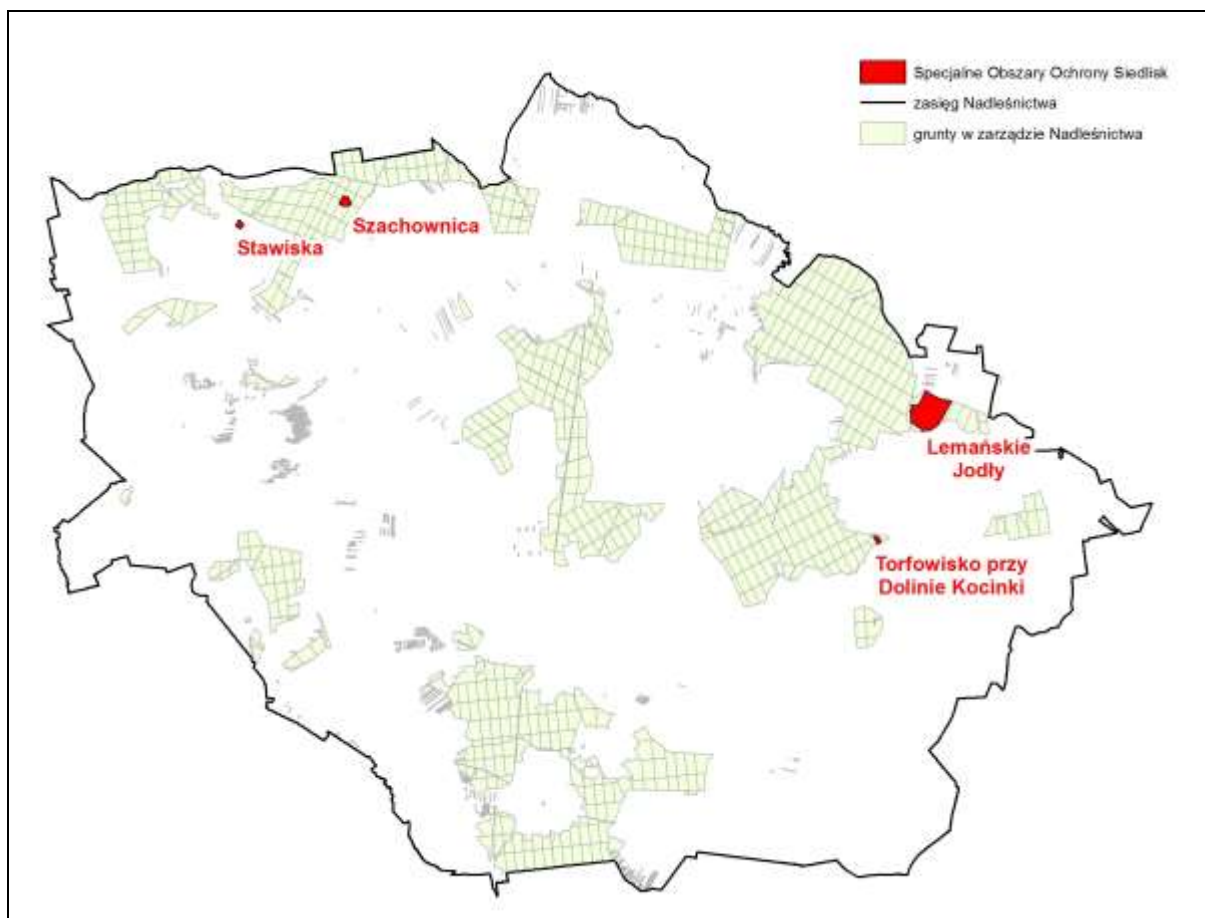 Specjalne Obszary Ochrony Siedlisk
zasięg Nadleśnictwa
grunty w zarządzie Nadleśnictwa
Szachownica
Stawiska
Lemańskie
Jodły
Torfowisko przy
Dolinie Kocinki